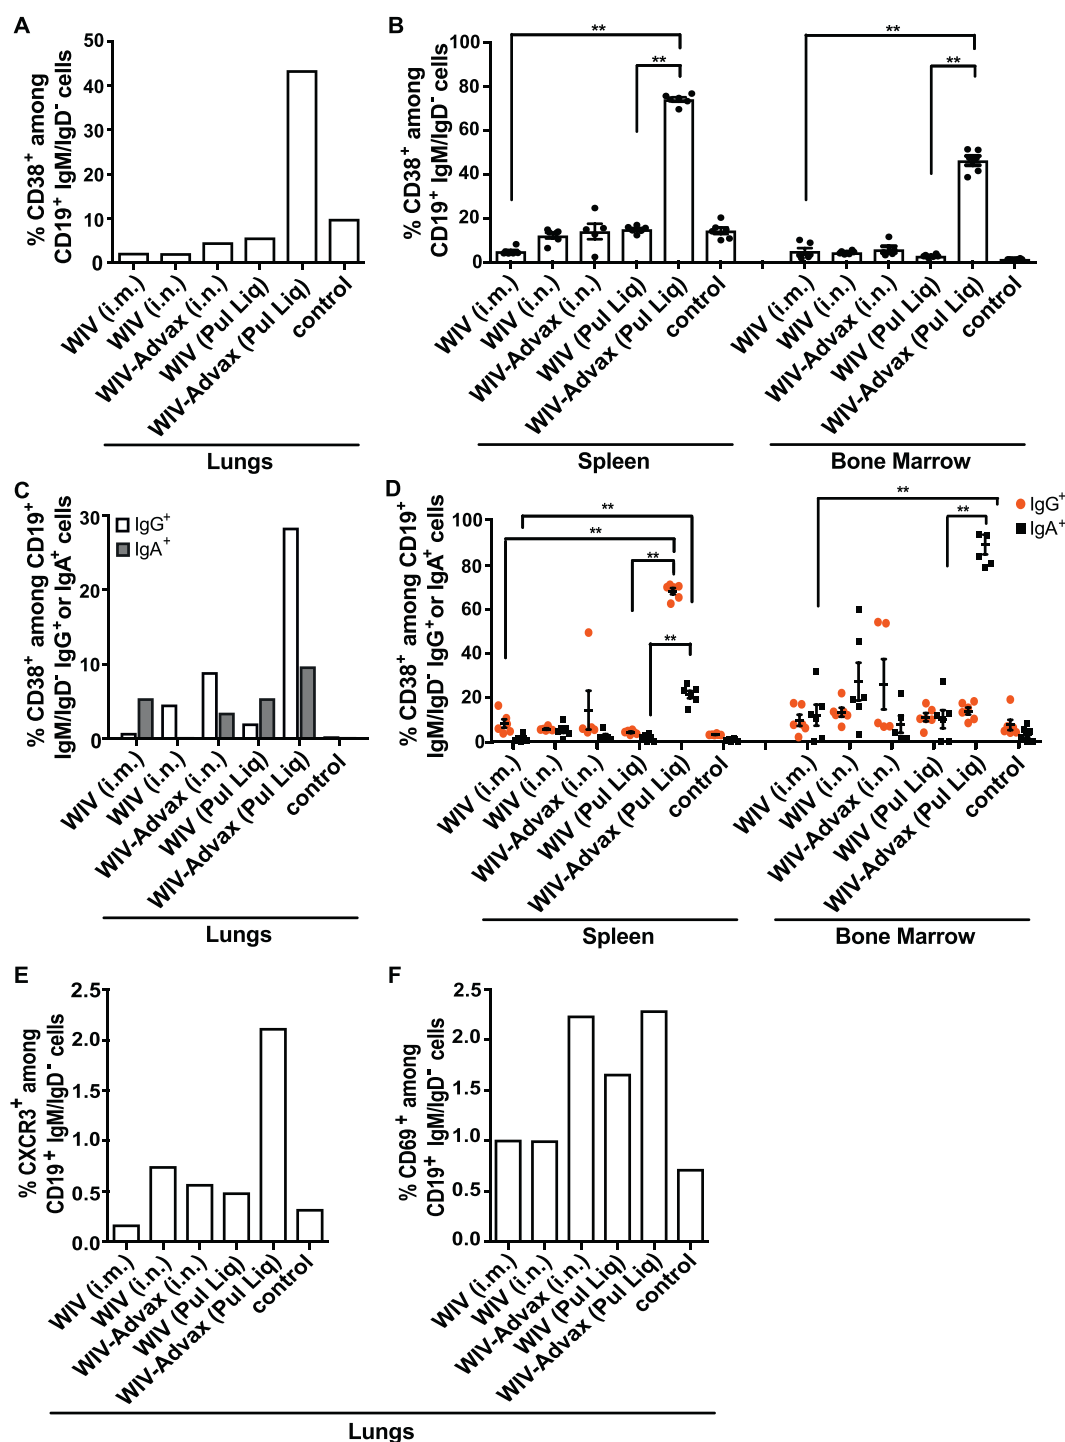 A
% CD38+ among
CD19+ IgM/IgD- cells
50
40
30
20
10
0
WIV (i.m.)
WIV (i.n.)
WIV-Advax (i.n)
WIV (Pul Liq)
WIV-Advax (Pul Liq)
control
Lungs
B
% CD38+ among
CD19+ IgM/IgD- cells
100
80
60
40
20
0
** ** ** **
WIV (i.m.)
WIV (i.n.)
WIV-Advax (i.n.)
WIV (Pul Liq)
WIV-Advax (Pul Liq)
control
WIV (i.m.)
WIV (i.n.)
WIV-Advax (i.n)
WIV (Pul Liq)
WIV-Advax (Pul Liq)
control
Spleen
Bone Marrow
C
% CD38+ among CD19+
IgM/IgD- IgG+ or IgA+ cells
30
20
10
0
IgG+
IgA+
WIV (i.m.)
WIV (i.n.)
WIV-Advax (i.n)
WIV (Pul Liq)
WIV-Advax (Pul Liq)
control
Lungs
D
% CD38+ among CD19+
IgM/IgD- IgG+ or IgA+ cells
100
80
60
40
20
0
** ** ** ** ** **
IgG+
IgA+
WIV (i.m.)
WIV (i.n.)
WIV-Advax (i.n.)
WIV (Pul Liq)
WIV-Advax (Pul Liq)
control
WIV (i.m.)
WIV (i.n.)
WIV-Advax (i.n.)
WIV (Pul Liq)
WIV-Advax (Pul Liq)
control
Spleen
Bone Marrow
E
% CXCR3+ among
CD19+ IgM/IgD- cells
2.5
2.0
1.5
1.0
0.5
0.0
WIV (i.m.)
WIV (i.n.)
WIV-Advax (i.n.)
WIV (Pul Liq)
WIV-Advax (Pul Liq)
control
F
% CD69+ among
CD19+ IgM/IgD- cells
2.5
2.0
1.5
1.0
0.5
0.0
WIV (i.m.)
WIV (i.n.)
WIV-Advax (i.n.)
WIV (Pul Liq)
WIV-Advax (Pul Liq)
control
Lungs